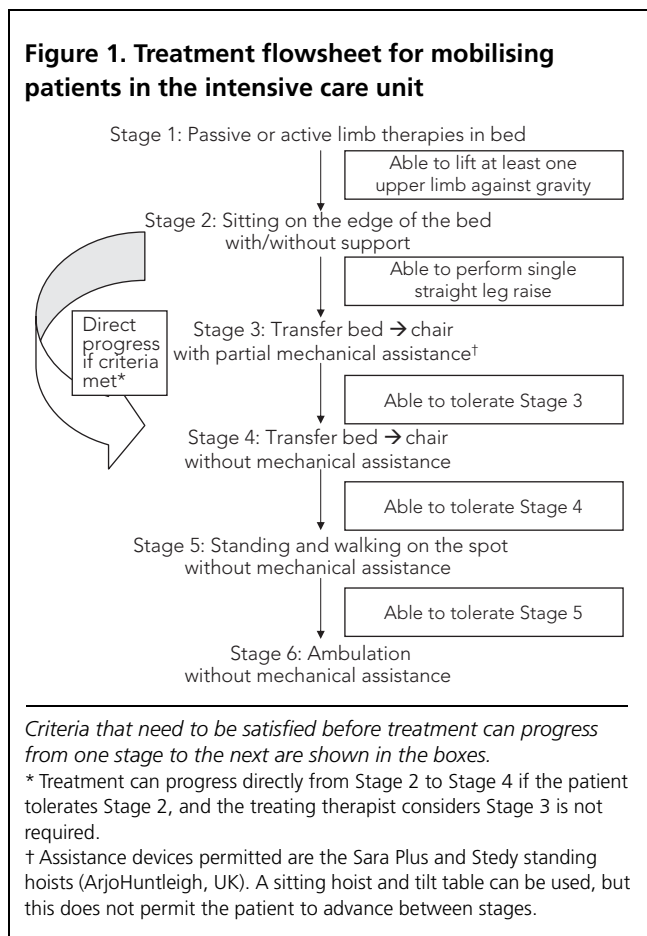 Figure 1. Treatment flowsheet for mobilising
patients in the intensive care unit
Stage 1: Passive or active limb therapies in bed
Able to lift at least one
upper limb against gravity
Stage 2: Sitting on the edge of the bed
with/without support
Able to perform single
straight leg raise
Direct
progress
if criteria
met*
Stage 3: Transfer bed → chair
with partial mechanical assistance†
Able to tolerate Stage 3
Stage 4: Transfer bed → chair
without mechanical assistance
Able to tolerate Stage 4
Stage 5: Standing and walking on the spot
without mechanical assistance
Able to tolerate Stage 5
Stage 6: Ambulation
without mechanical assistance
Criteria that need to be satisfied before treatment can progress
from one stage to the next are shown in the boxes.
* Treatment can progress directly from Stage 2 to Stage 4 if the patient
tolerates Stage 2, and the treating therapist considers Stage 3 is not
required.
† Assistance devices permitted are the Sara Plus and Stedy standing
hoists (ArjoHuntleigh, UK). A sitting hoist and tilt table can be used, but
this does not permit the patient to advance between stages.